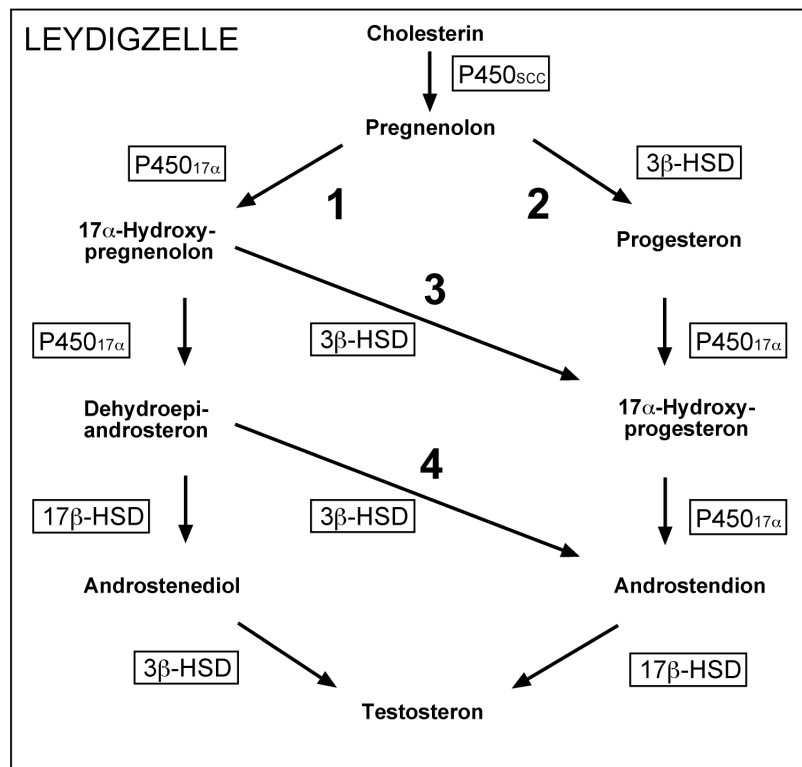 LEYDIGZELLE
Cholesterin
P450SCC
Pregnenolon
P45017α
3β-HSD
1
2
17α-Hydroxy-
pregnenolon
Progesteron
3
3β-HSD
P45017α
P45017α
Dehydroepi-
androsteron
17α-Hydroxy-
progesteron
4
17β-HSD
3β-HSD
P45017α
Androstenediol
Androstendion
3β-HSD
17β-HSD
Testosteron